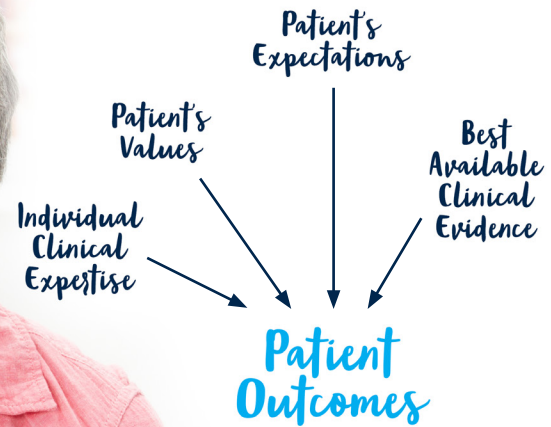 Patient's
Expectations
Patient's
Values
Best
Available
Clinical
Evidence
Individual
Clinical
Expertise
Patient
Outcomes